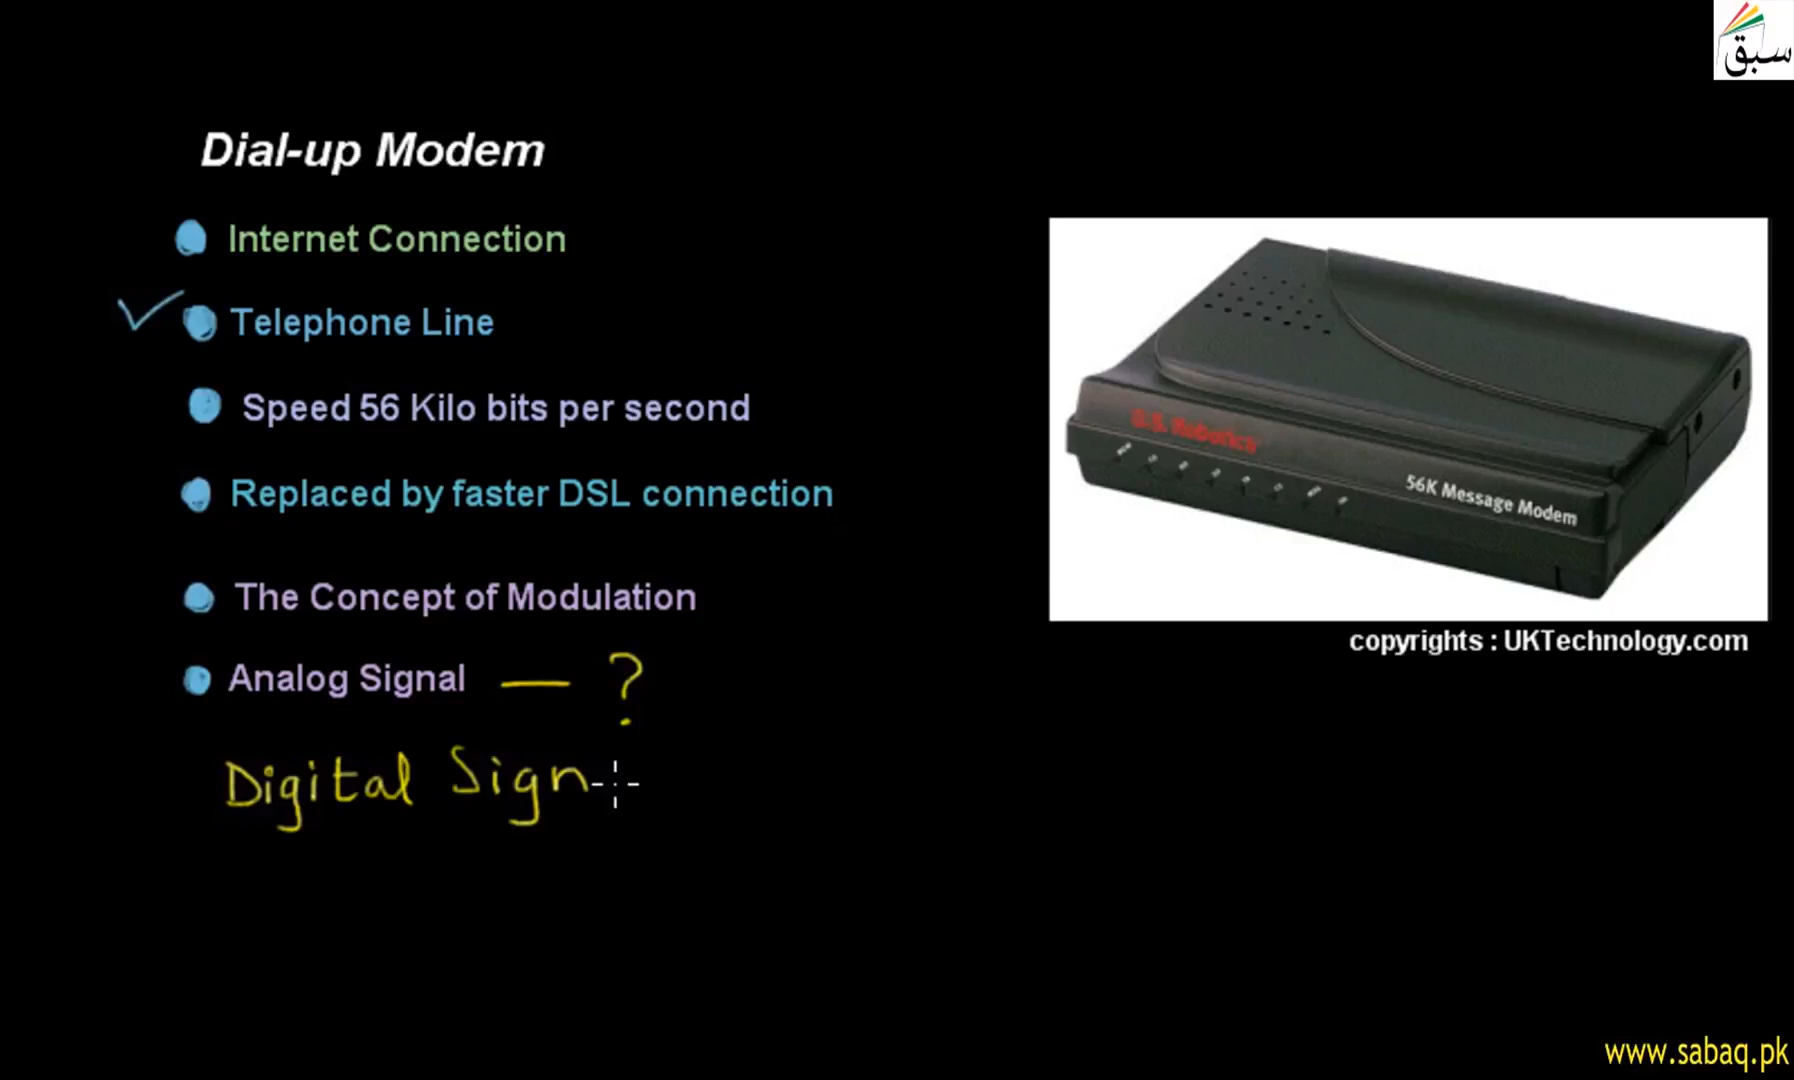 سبق
Dial-up Modem
Internet Connection
Telephone Line
Speed 56 Kilo bits per second
Replaced by faster DSL connection
The Concept of Modulation
Analog Signal — ?
Digital Sign
U.S. Robotics
56K Message Modem
copyrights : UKTechnology.com
www.sabaq.pk